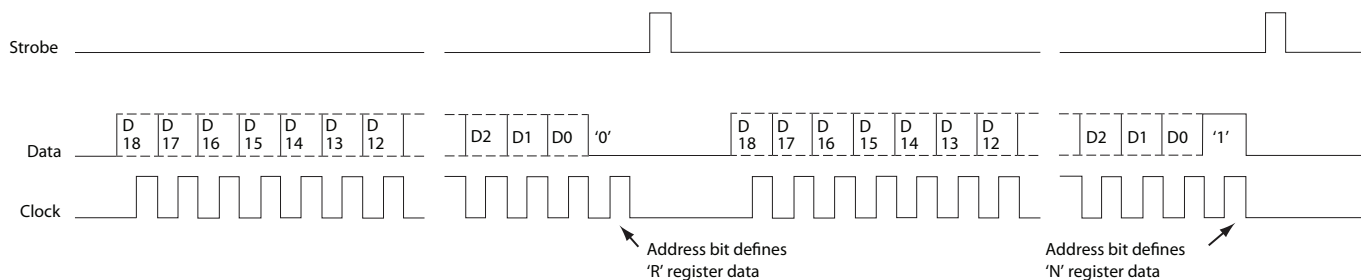 Strobe
Data
D 18 D 17 D 16 D 15 D 14 D 13 D 12 D2 D1 D0 '0' D 18 D 17 D 16 D 15 D 14 D 13 D 12 D2 D1 D0 '1'
Clock
Address bit defines
'R' register data
Address bit defines
'N' register data